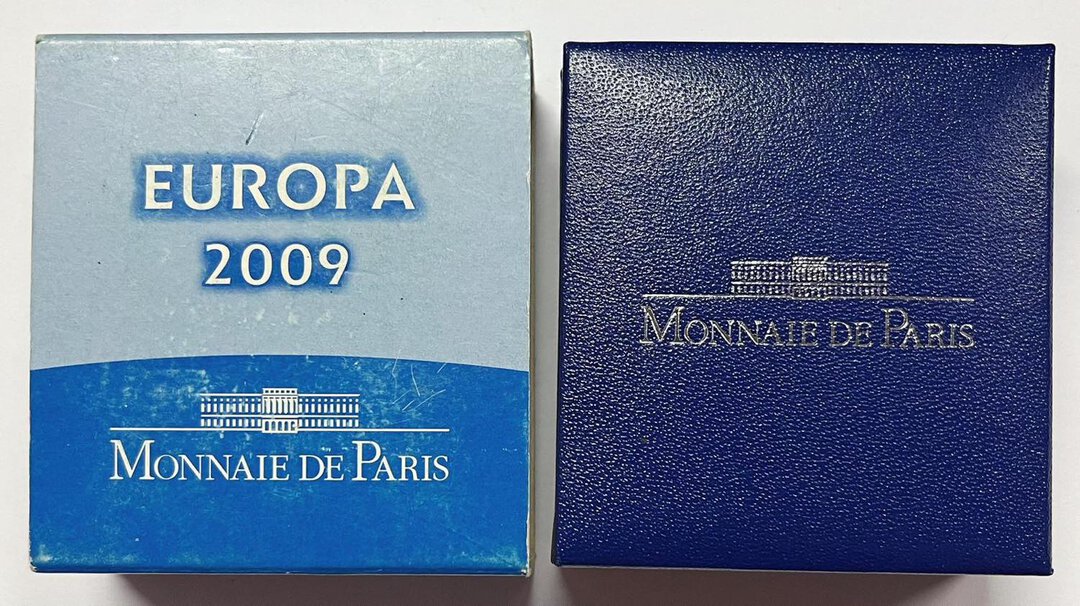 EUROPA
2009
MONNAIE DE PARIS
MONNAIE DE PARIS